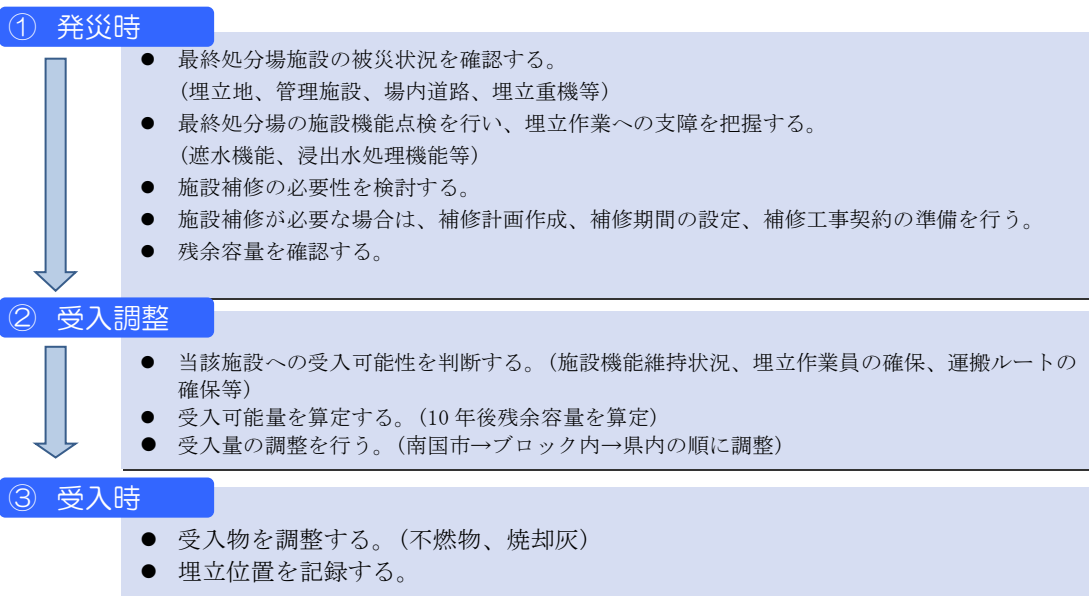 ① 発災時
● 最終処分場施設の被災状況を確認する。
(埋立地、管理施設、場内道路、埋立重機等)
● 最終処分場の施設機能点検を行い、埋立作業への支障を把握する。
(遮水機能、浸出水処理機能等)
● 施設補修の必要性を検討する。
● 施設補修が必要な場合は、補修計画作成、補修期間の設定、補修工事契約の準備を行う。
● 残余容量を確認する。
② 受入調整
● 当該施設への受入可能性を判断する。(施設機能維持状況、埋立作業員の確保、運搬ルートの
確保等)
● 受入可能量を算定する。(10 年後残余容量を算定)
● 受入量の調整を行う。(南国市→ブロック内→県内の順に調整)
③ 受入時
● 受入物を調整する。(不燃物、焼却灰)
● 埋立位置を記録する。